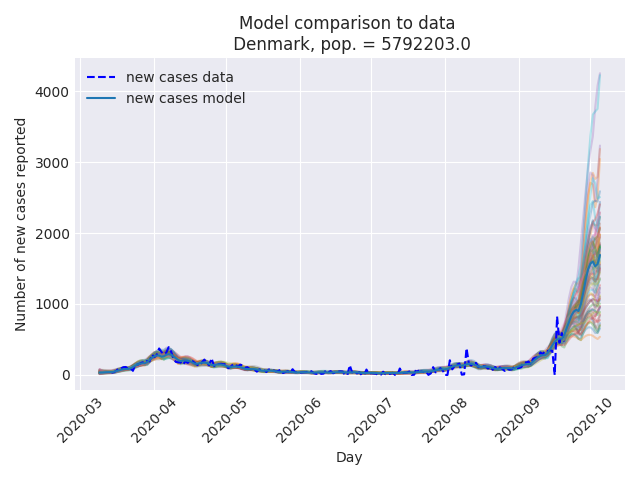 Model comparison to data
Denmark, pop. = 5792203.0
new cases data
new cases model
Number of new cases reported
4000
3000
2000
1000
0
2020-03
2020-04
2020-05
2020-06
2020-07
2020-08
2020-09
2020-10
Day